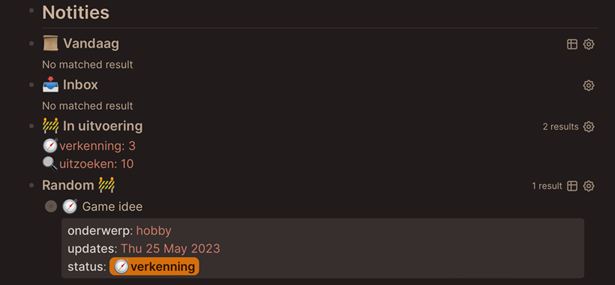 Notities
Vandaag
No matched result
Inbox
No matched result
In uitvoering 2 results
verkenning: 3
uitzoeken: 10
Random 1 result
Game idee
onderwerp: hobby
updates: Thu 25 May 2023
status: verkenning